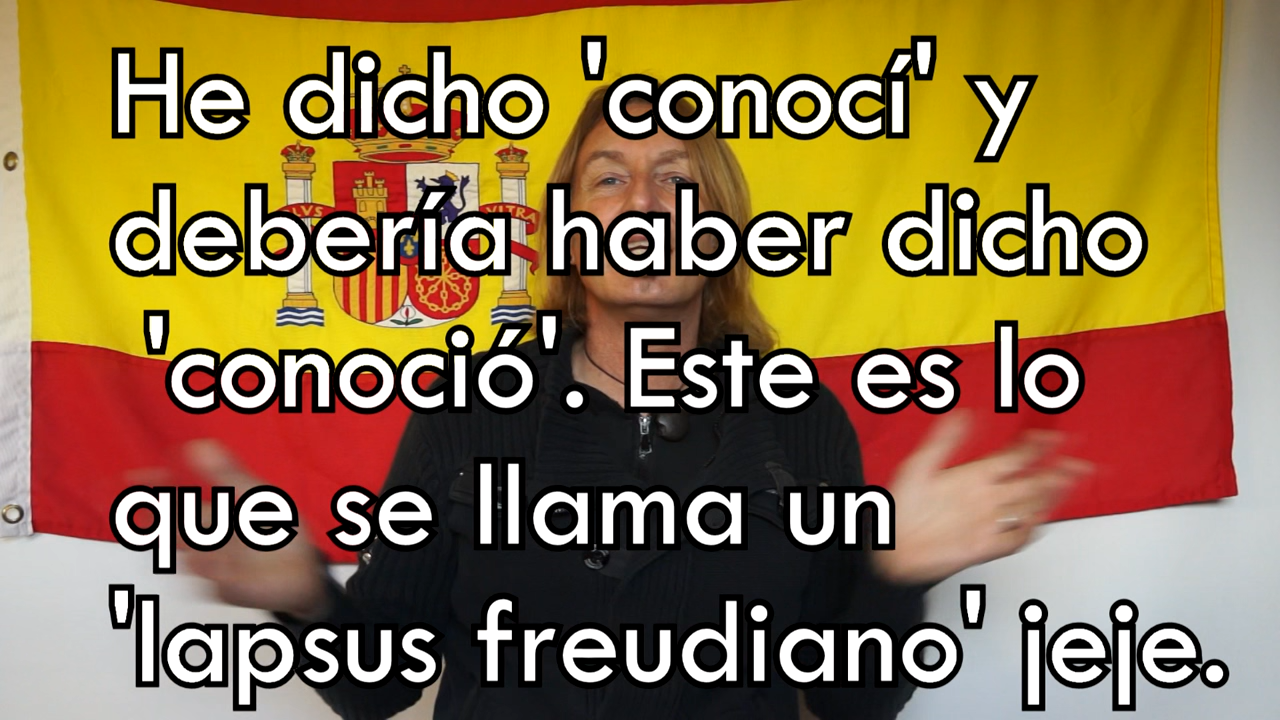 He dicho 'conocí' y
debería haber dicho
'conoció'. Este es lo
que se llama un
'lapsus freudiano' jeje.